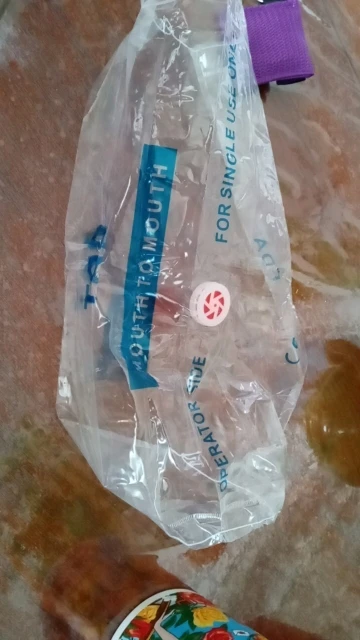 FOR SINGLE USE ONLY
MOUTH TO MOUTH
OPERATOR SIDE